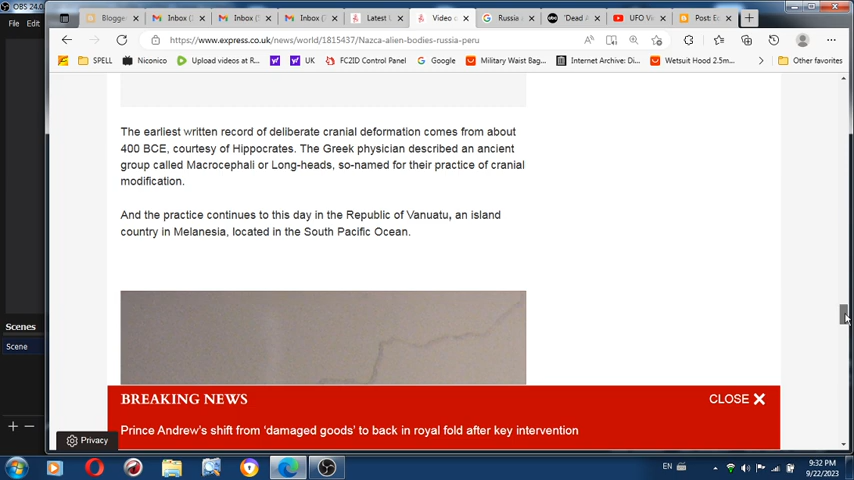 OBS 24.0
File
Edit
Blogge
Inbox (
Inbox (
Inbox (
Latest U
Video o
Russia
'Dead A
UFO Vi
Post: Ec
https://www.express.co.uk/news/world/1815437/Nazca-alien-bodies-russia-peru
SPELL
Niconico
Upload videos at R...
UK
FC2ID Control Panel
Google
Military Waist Bag...
Internet Archive: Di...
Wetsuit Hood 2.5m...
Other favorites
The earliest written record of deliberate cranial deformation comes from about
400 BCE, courtesy of Hippocrates. The Greek physician described an ancient
group called Macrocephali or Long-heads, so-named for their practice of cranial
modification.
And the practice continues to this day in the Republic of Vanuatu, an island
country in Melanesia, located in the South Pacific Ocean.
Scenes
Scene
BREAKING NEWS
CLOSE
Prince Andrew's shift from ‘damaged goods’ to back in royal fold after key intervention
Privacy
EN
9:32 PM
9/22/2023